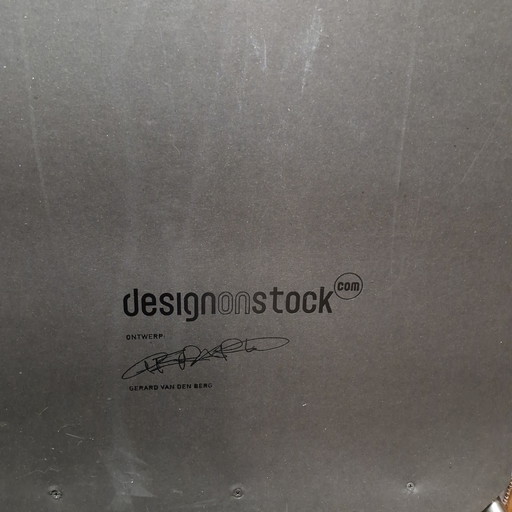 designonstock com
ONTWERP:
GERARD VAN DEN BERG